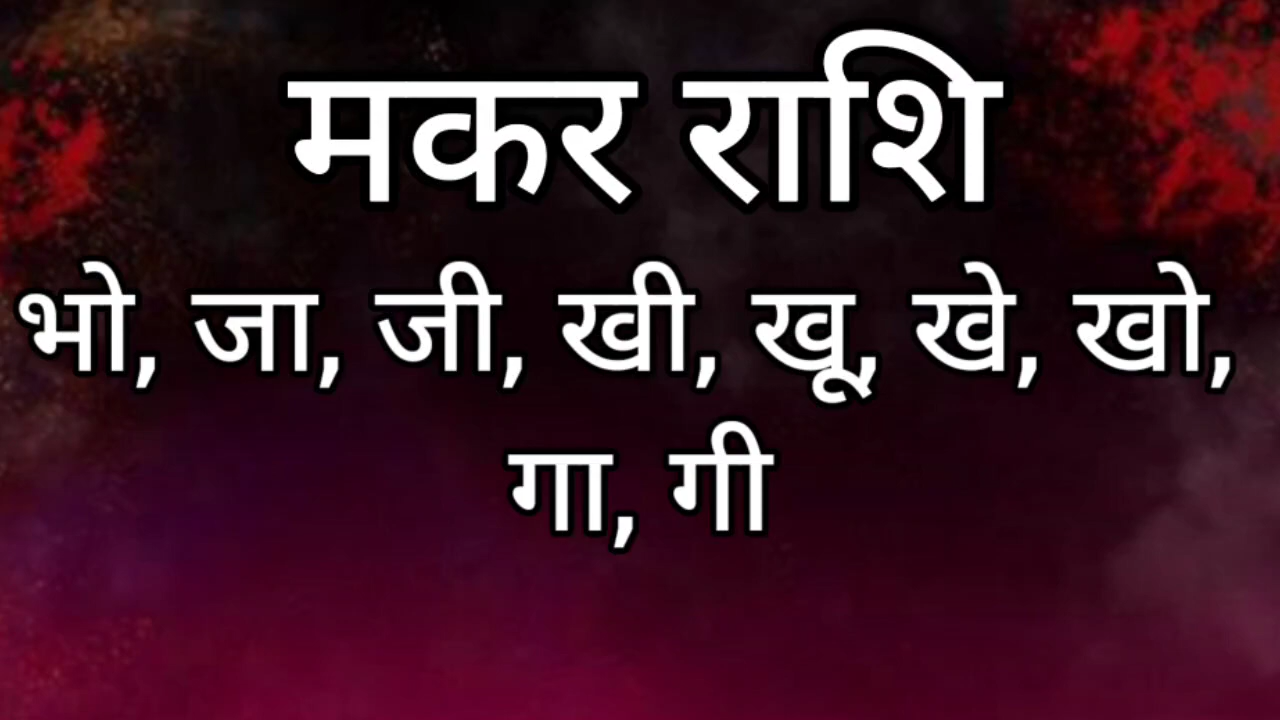 मकर राशि
भो, जा, जी, खी, खू, खे, खो,
गा, गी